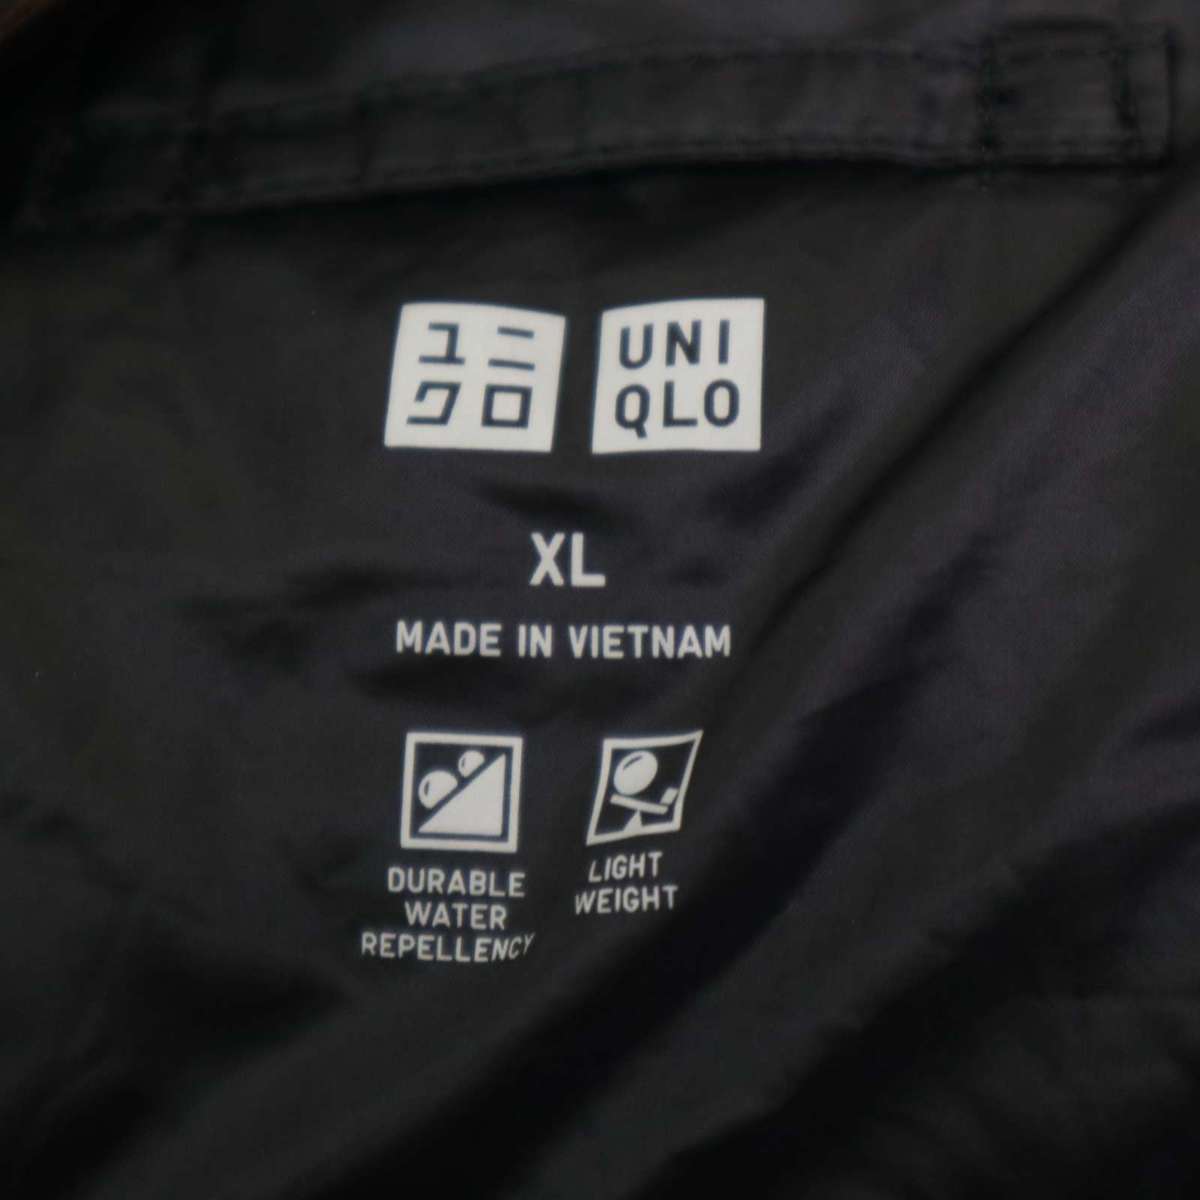 ユニ
クロ
UNI
QLO
XL
MADE IN VIETNAM
DURABLE
WATER
REPELLENCY
LIGHT
WEIGHT